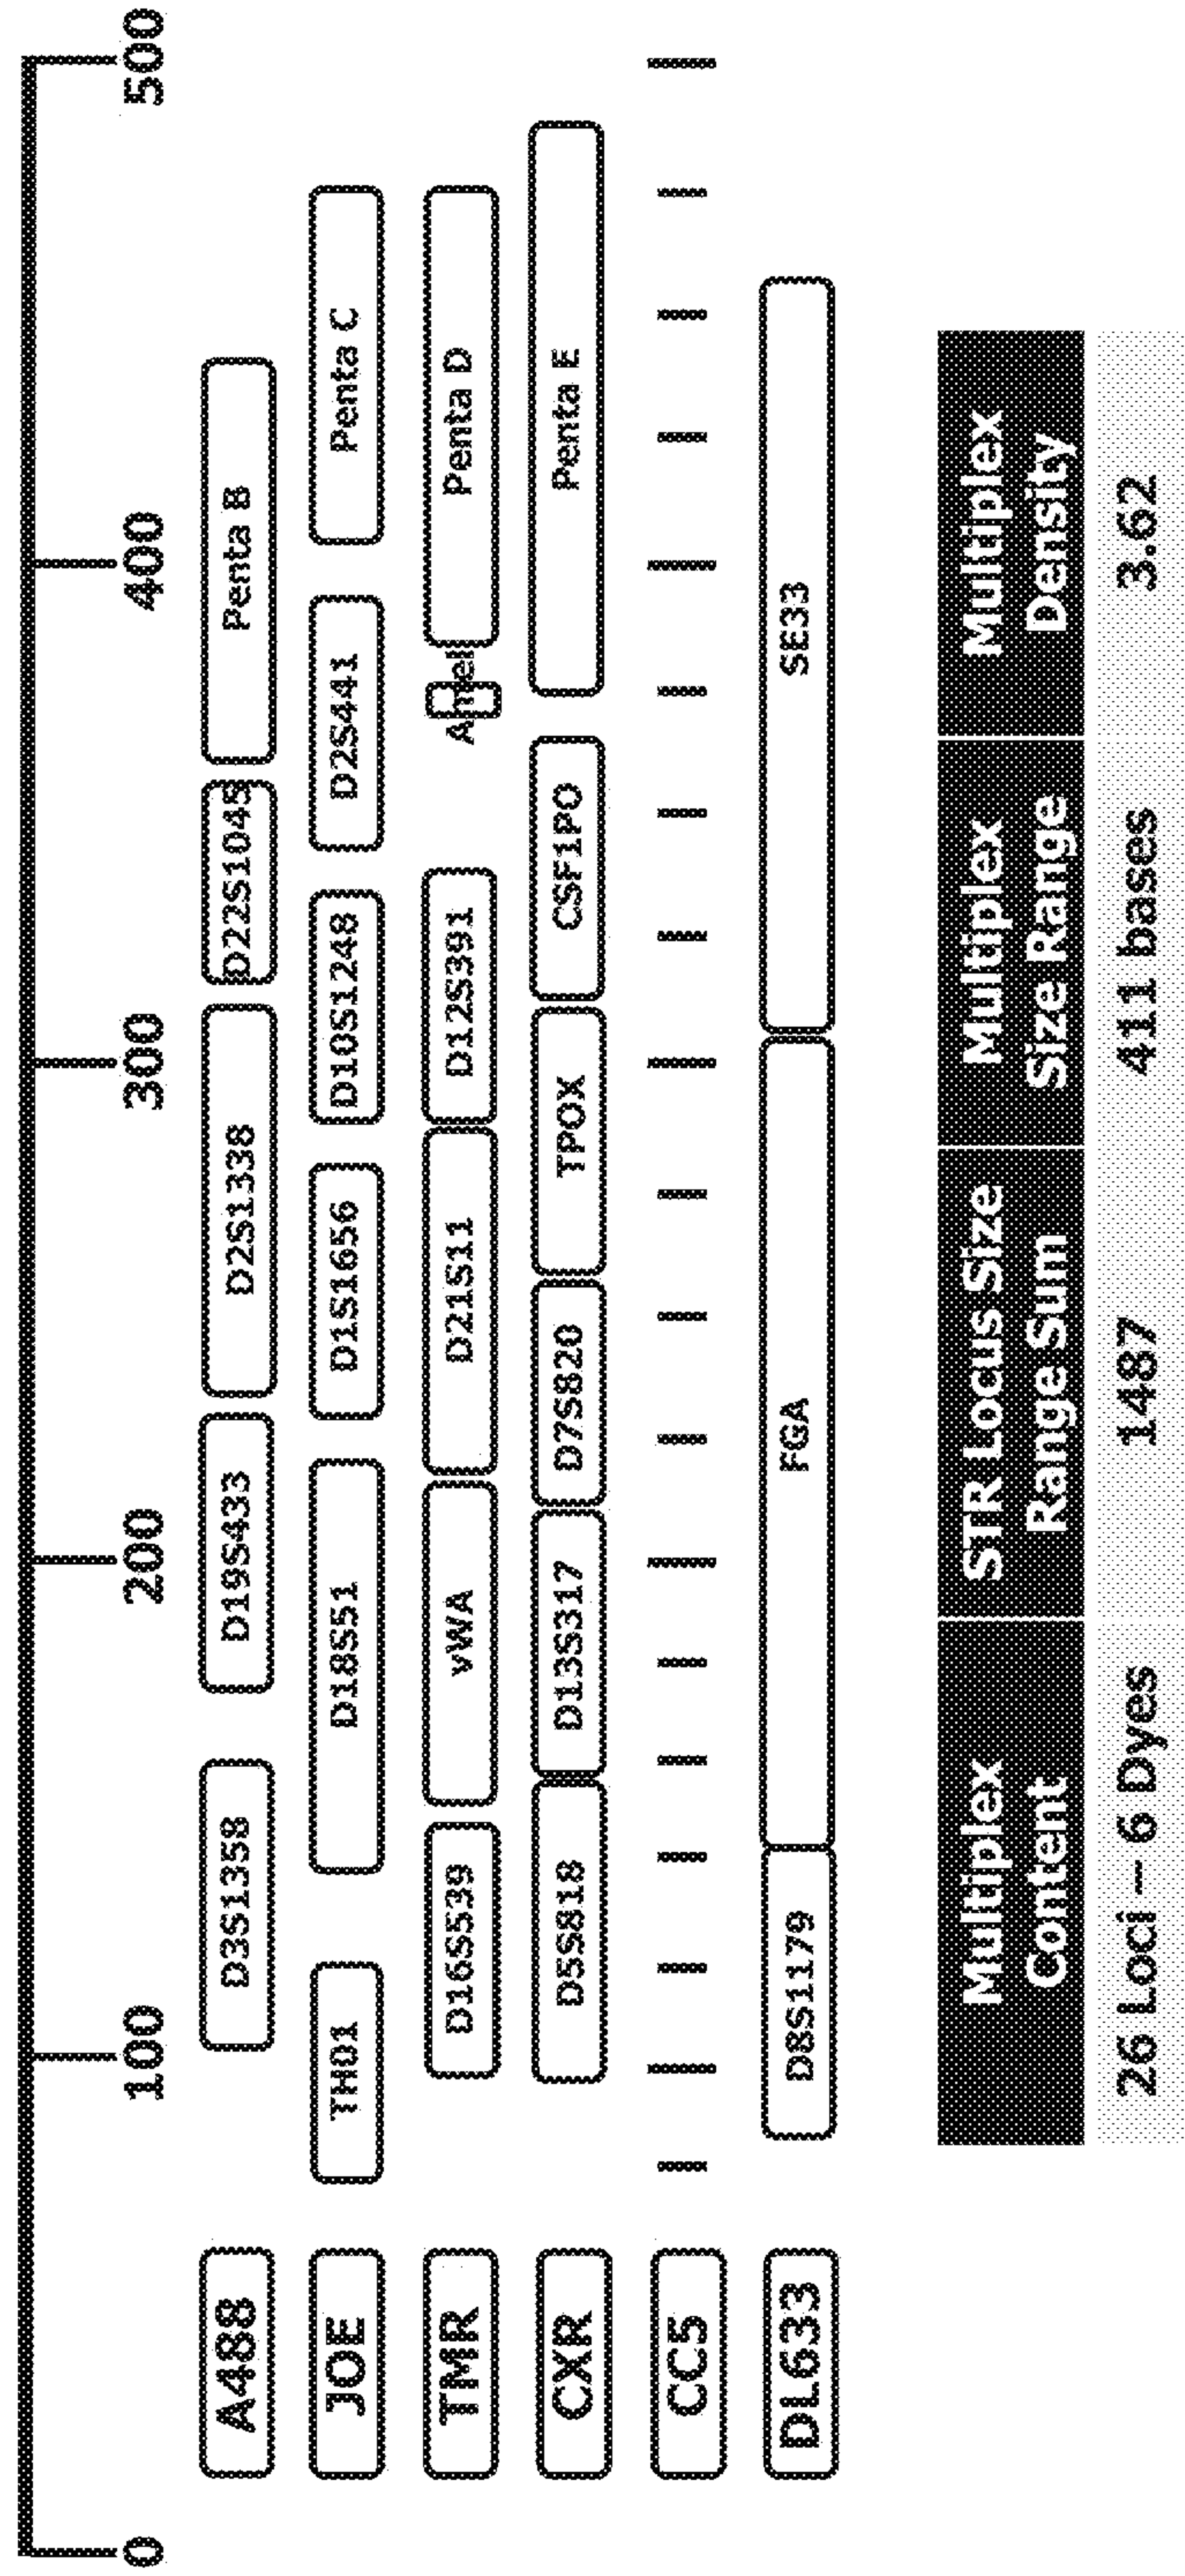 0 100 200 300 400 500
A488 D3S1358 D19S433 D2S1338 D22S1045 Penta B
JOE TH01 D18S51 D1S1656 D10S1248 D2S441 Penta C
TMR D16S539 vWA D21S11 D12S391 Amel Penta D
CXR D5S818 D13S317 D7S820 TPOX CSF1PO Penta E
CC5
DL633 D8S1179 FGA SE33
Multiplex STR Locus Size Multiplex Multiplex
Content Range Sum Size Range Density
26 Loci – 6 Dyes 1487 411 bases 3.62